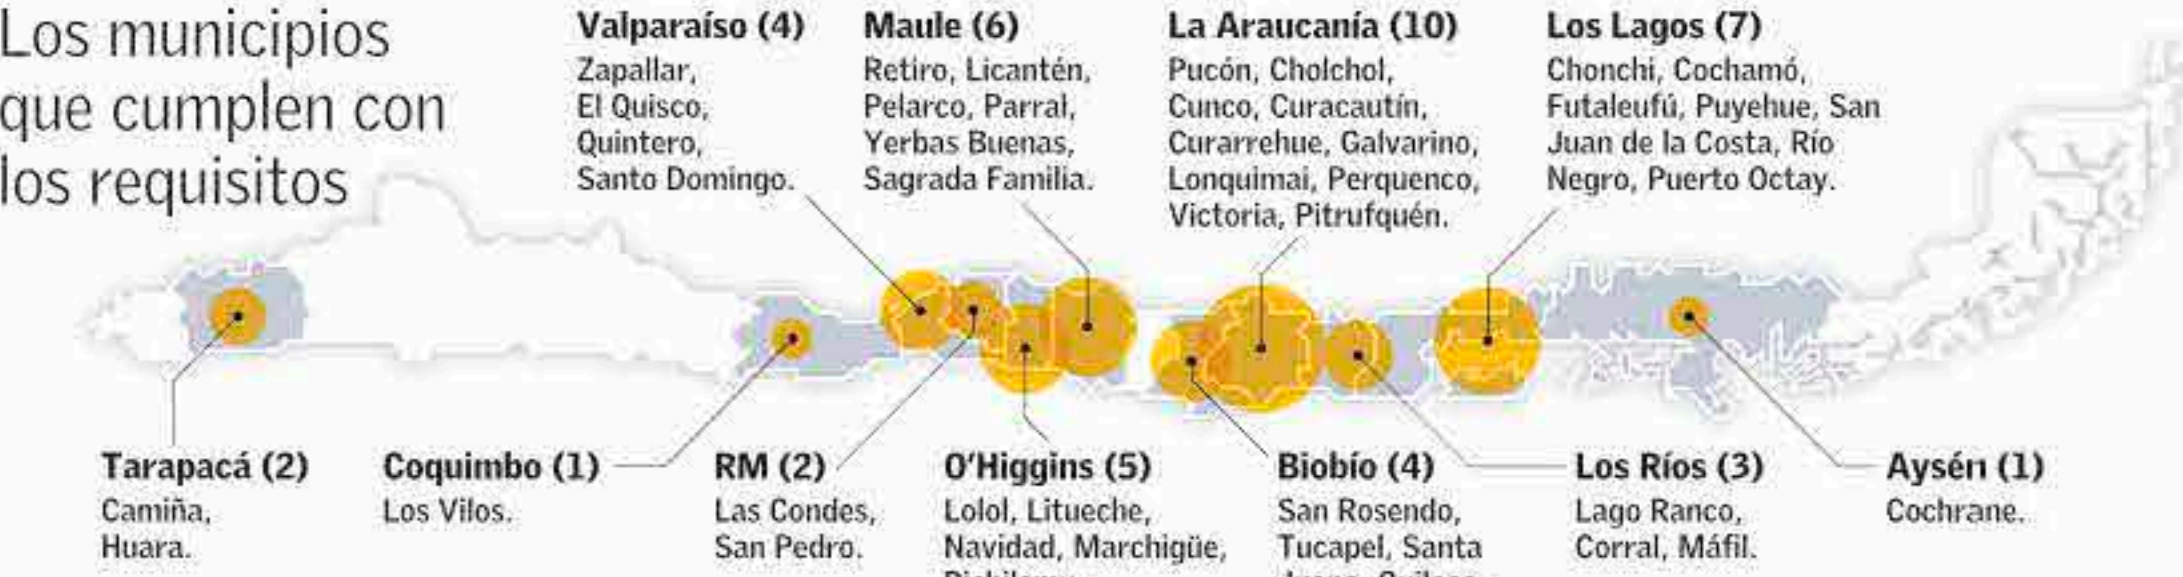 Los municipios
que cumplen con
los requisitos
Valparaíso (4)
Zapallar,
El Quisco,
Quintero,
Santo Domingo.
Maule (6)
Retiro, Licantén,
Pelarco, Parral,
Yerbas Buenas,
Sagrada Familia.
La Araucanía (10)
Pucón, Cholchol,
Cunco, Curacautín,
Curarrehue, Galvarino,
Lonquimai, Perquenco,
Victoria, Pitrufquén.
Los Lagos (7)
Chonchi, Cochamó,
Futaleufú, Puyehue, San
Juan de la Costa, Río
Negro, Puerto Octay.
Tarapacá (2)
Camiña,
Huara.
Coquimbo (1)
Los Vilos.
RM (2)
Las Condes,
San Pedro.
O'Higgins (5)
Lolol, Litueche,
Navidad, Marchigüe,
Biobío (4)
San Rosendo,
Tucapel, Santa
Los Ríos (3)
Lago Ranco,
Corral, Máfil.
Aysén (1)
Cochrane.